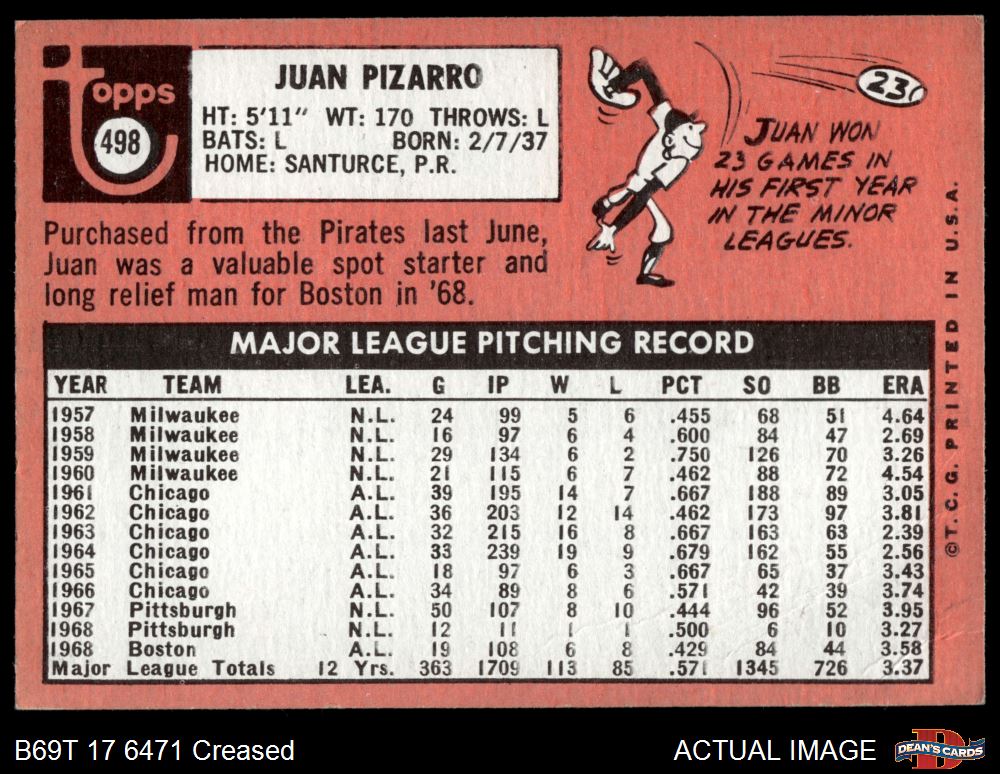 Topps
498
JUAN PIZARRO
HT: 5'11" WT: 170 THROWS: L
BATS: L BORN: 2/7/37
HOME: SANTURCE, P.R.
23
JUAN WON
23 GAMES IN
HIS FIRST YEAR
IN THE MINOR
LEAGUES.
Purchased from the Pirates last June,
Juan was a valuable spot starter and
long relief man for Boston in '68.
MAJOR LEAGUE PITCHING RECORD
YEAR TEAM LEA. G IP W L PCT SO BB ERA
1957 Milwaukee N.L. 24 99 5 6 .455 68 51 4.64
1958 Milwaukee N.L. 16 97 6 4 .600 84 47 2.69
1959 Milwaukee N.L. 29 134 6 2 .750 126 70 3.26
1960 Milwaukee N.L. 21 115 6 7 .462 88 72 4.54
1961 Chicago A.L. 39 195 14 7 .667 188 89 3.05
1962 Chicago A.L. 36 203 12 14 .462 173 97 3.81
1963 Chicago A.L. 32 215 16 8 .667 163 63 2.39
1964 Chicago A.L. 33 239 19 9 .679 162 55 2.56
1965 Chicago A.L. 18 97 6 3 .667 65 37 3.43
1966 Chicago A.L. 34 89 8 6 .571 42 39 3.74
1967 Pittsburgh N.L. 50 107 8 10 .444 96 52 3.95
1968 Pittsburgh N.L. 12 11 1 1 .500 6 10 3.27
1968 Boston A.L. 19 108 6 8 .429 84 44 3.58
Major League Totals 12 Yrs. 363 1709 113 85 .571 1345 726 3.37
©T.C.G. PRINTED IN U.S.A.
B69T 17 6471 Creased
ACTUAL IMAGE
DEAN'S CARDS